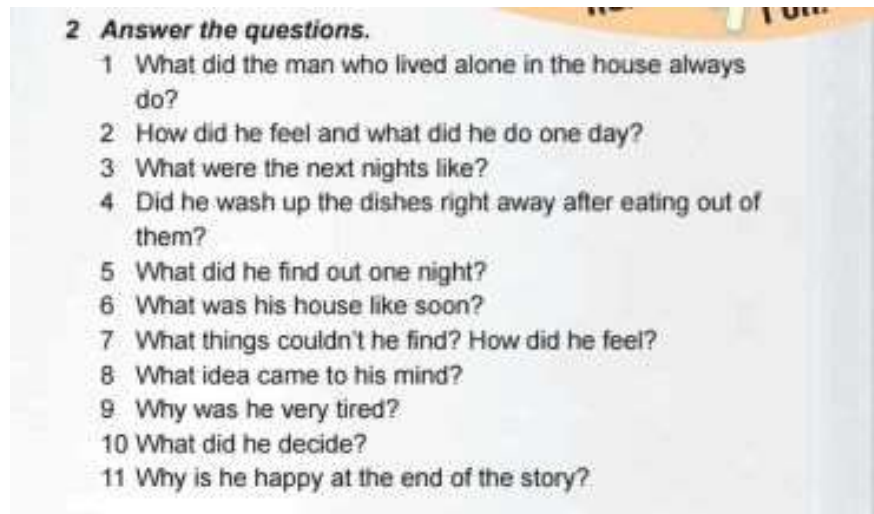 2 Answer the questions.
1 What did the man who lived alone in the house always
do?
2 How did he feel and what did he do one day?
3 What were the next nights like?
4 Did he wash up the dishes right away after eating out of
them?
5 What did he find out one night?
6 What was his house like soon?
7 What things couldn't he find? How did he feel?
8 What idea came to his mind?
9 Why was he very tired?
10 What did he decide?
11 Why is he happy at the end of the story?